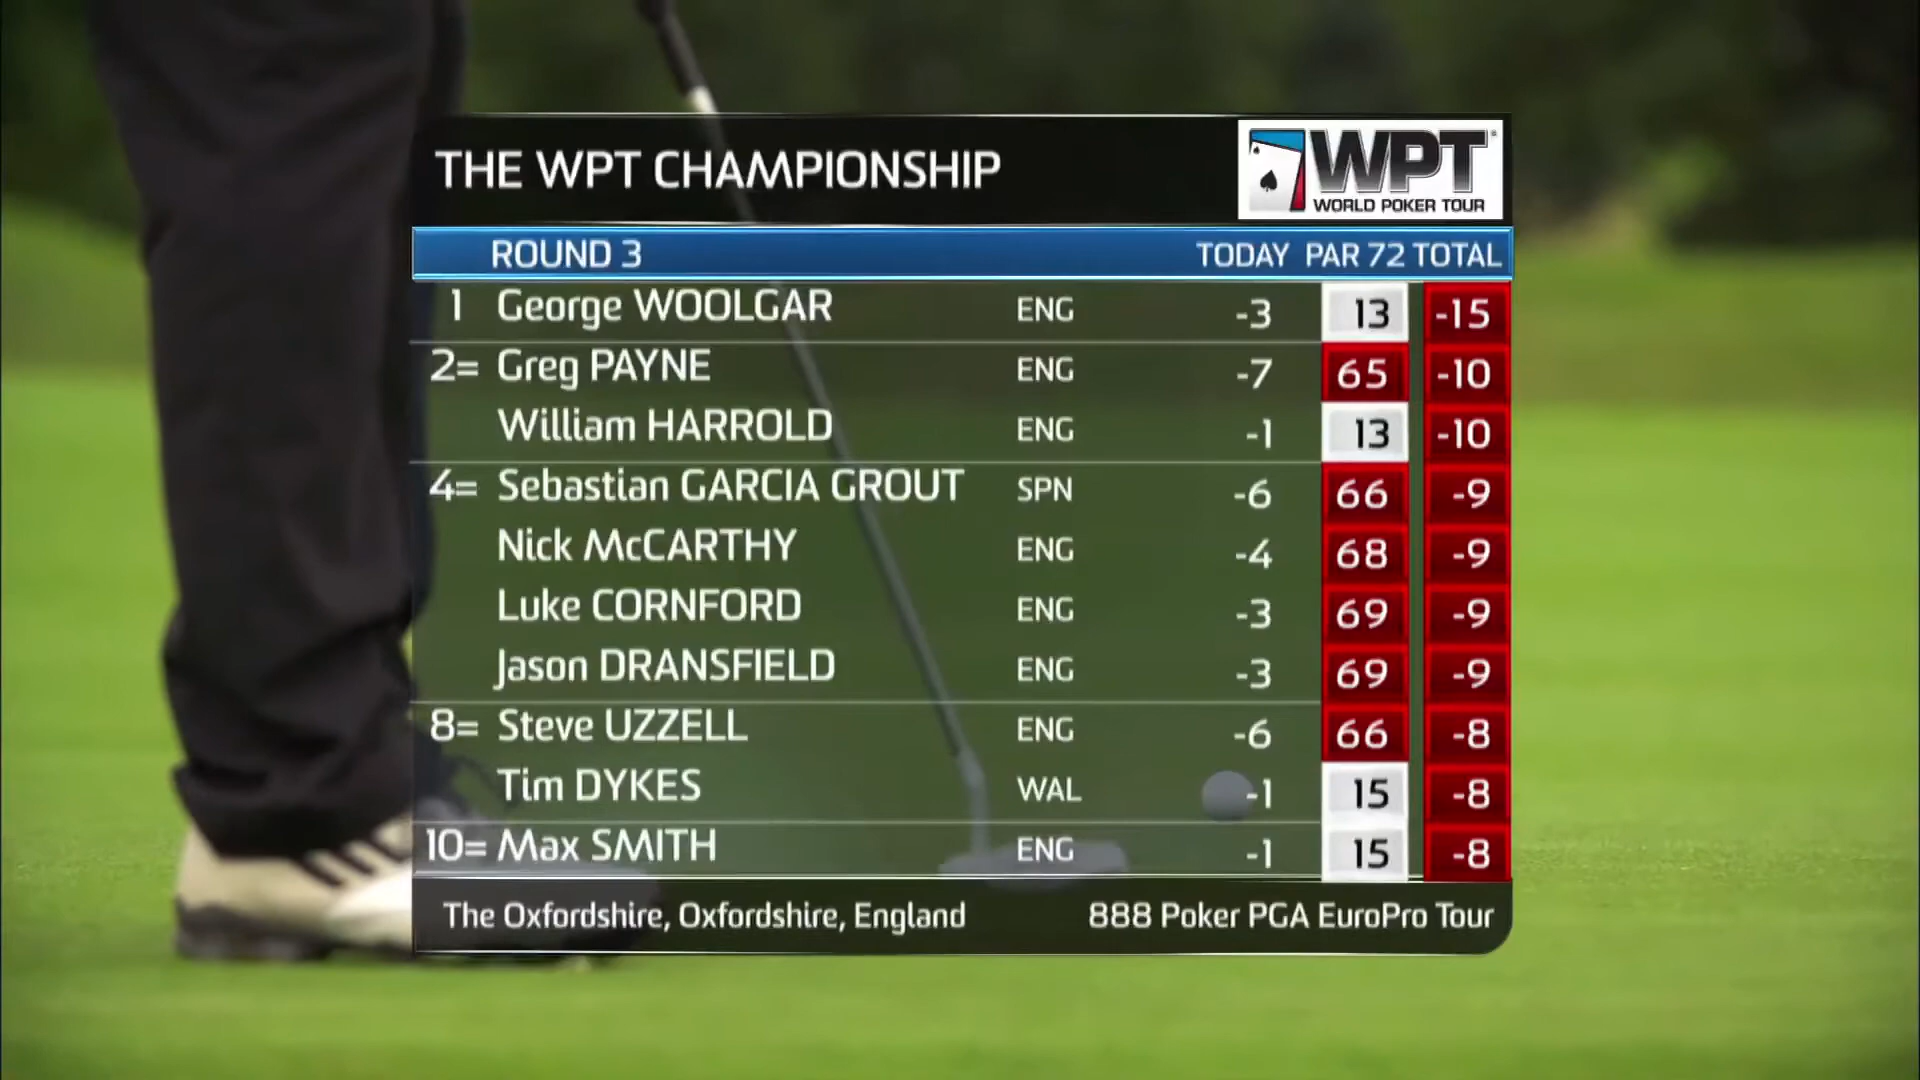 THE WPT CHAMPIONSHIP
WPT®
WORLD POKER TOUR
ROUND 3 TODAY PAR 72 TOTAL
1 George WOOLGAR ENG -3 13 -15
2= Greg PAYNE ENG -7 65 -10
William HARROLD ENG -1 13 -10
4= Sebastian GARCIA GROUT SPN -6 66 -9
Nick McCARTHY ENG -4 68 -9
Luke CORNFORD ENG -3 69 -9
Jason DRANSFIELD ENG -3 69 -9
8= Steve UZZELL ENG -6 66 -8
Tim DYKES WAL -1 15 -8
10= Max SMITH ENG -1 15 -8
The Oxfordshire, Oxfordshire, England 888 Poker PGA EuroPro Tour